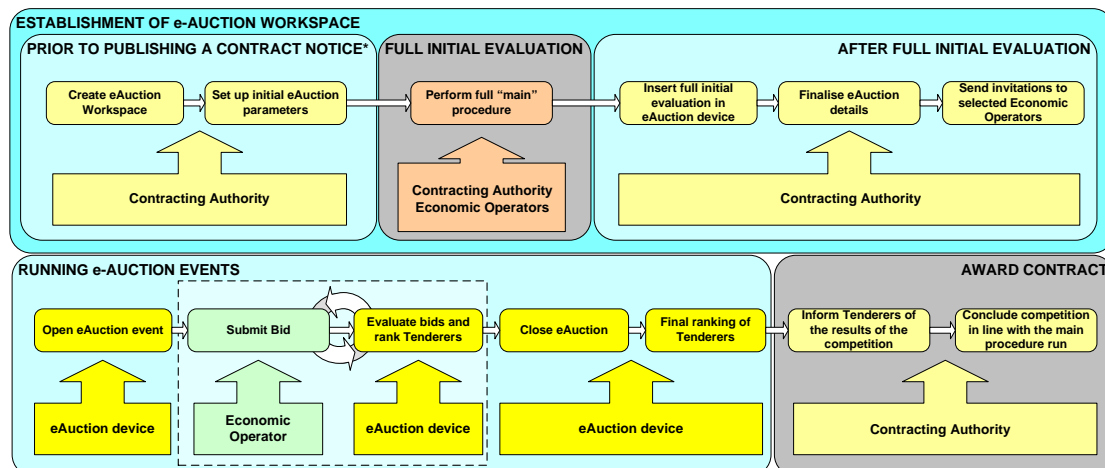 ESTABLISHMENT OF e-AUCTION WORKSPACE
PRIOR TO PUBLISHING A CONTRACT NOTICE*
Create eAuction
Workspace
Set up initial eAuction
parameters
Contracting Authority
FULL INITIAL EVALUATION
Perform full “main”
procedure
Contracting Authority
Economic Operators
AFTER FULL INITIAL EVALUATION
Insert full initial
evaluation in
eAuction device
Finalise eAuction
details
Send invitations to
selected Economic
Operators
Contracting Authority
RUNNING e-AUCTION EVENTS
Open eAuction event
Submit Bid
Evaluate bids and
rank Tenderers
Close eAuction
Final ranking of
Tenderers
eAuction device
Economic
Operator
eAuction device
eAuction device
AWARD CONTRACT
Inform Tenderers
of the results of the
competition
Conclude competition
in line with the main
procedure run
Contracting Authority